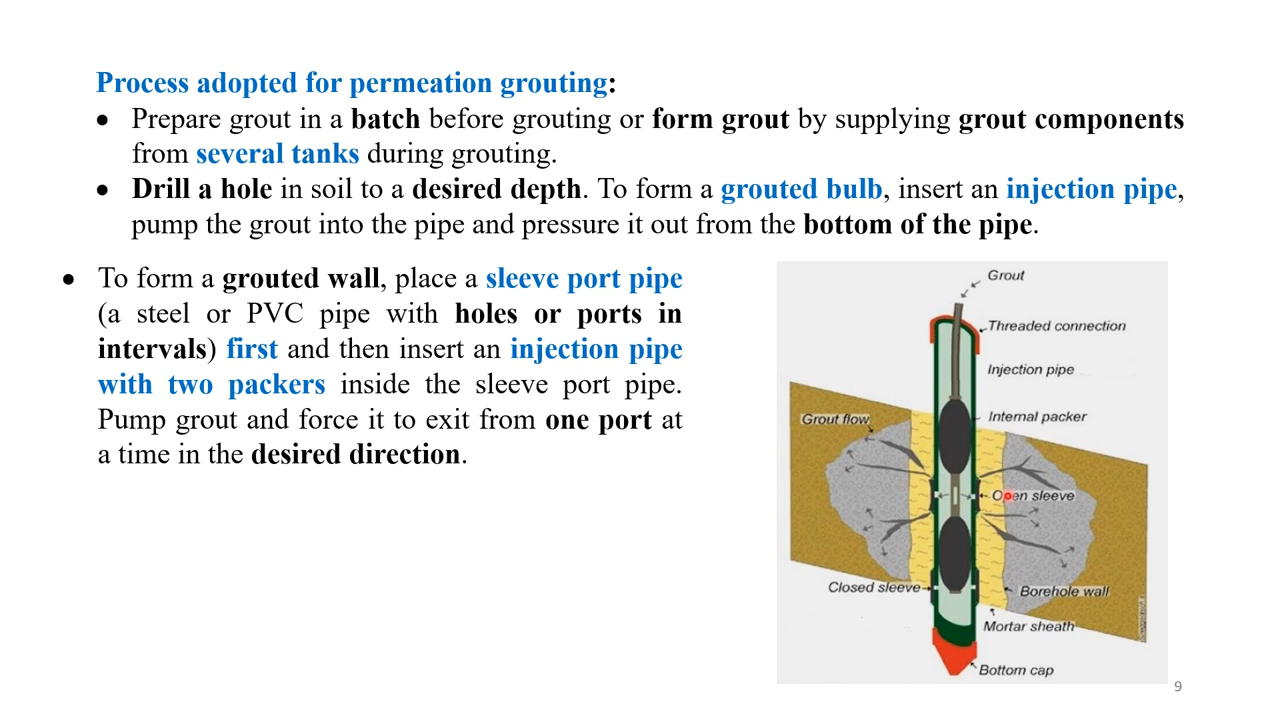 Process adopted for permeation grouting:
• Prepare grout in a batch before grouting or form grout by supplying grout components
from several tanks during grouting.
• Drill a hole in soil to a desired depth. To form a grouted bulb, insert an injection pipe,
pump the grout into the pipe and pressure it out from the bottom of the pipe.
• To form a grouted wall, place a sleeve port pipe
(a steel or PVC pipe with holes or ports in
intervals) first and then insert an injection pipe
with two packers inside the sleeve port pipe.
Pump grout and force it to exit from one port at
a time in the desired direction.
Grout
Threaded connection
Injection pipe
Internal packer
Grout flow
Open sleeve
Closed sleeve
Borehole wall
Mortar sheath
Bottom cap
9